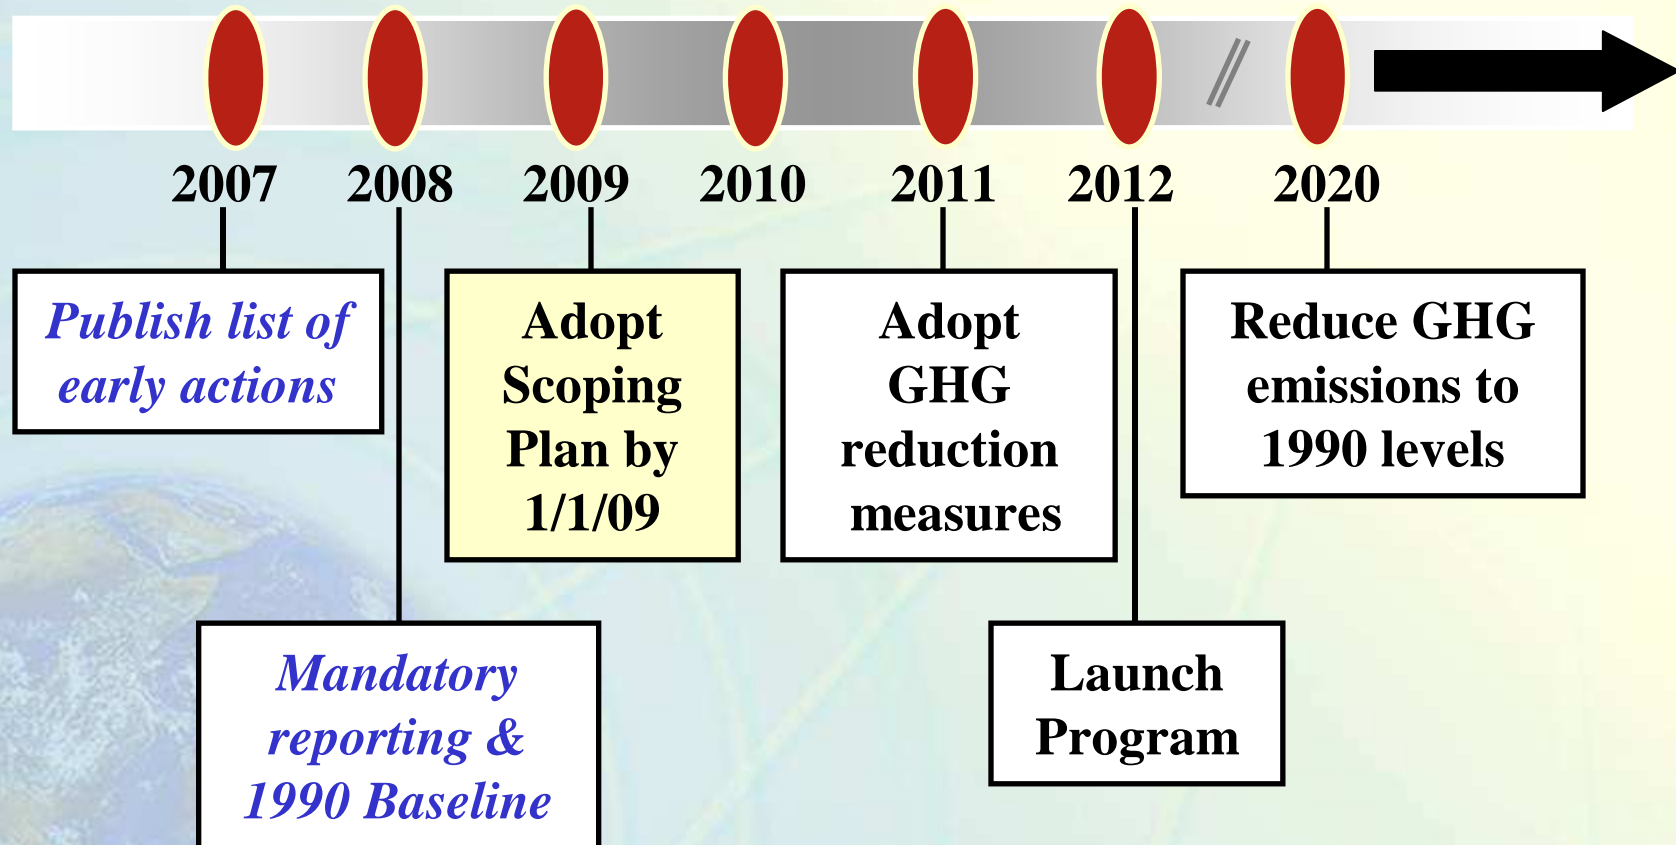 2007 2008 2009 2010 2011 2012 2020
Publish list of
early actions
Mandatory
reporting &
1990 Baseline
Adopt
Scoping
Plan by
1/1/09
Adopt
GHG
reduction
measures
Launch
Program
Reduce GHG
emissions to
1990 levels